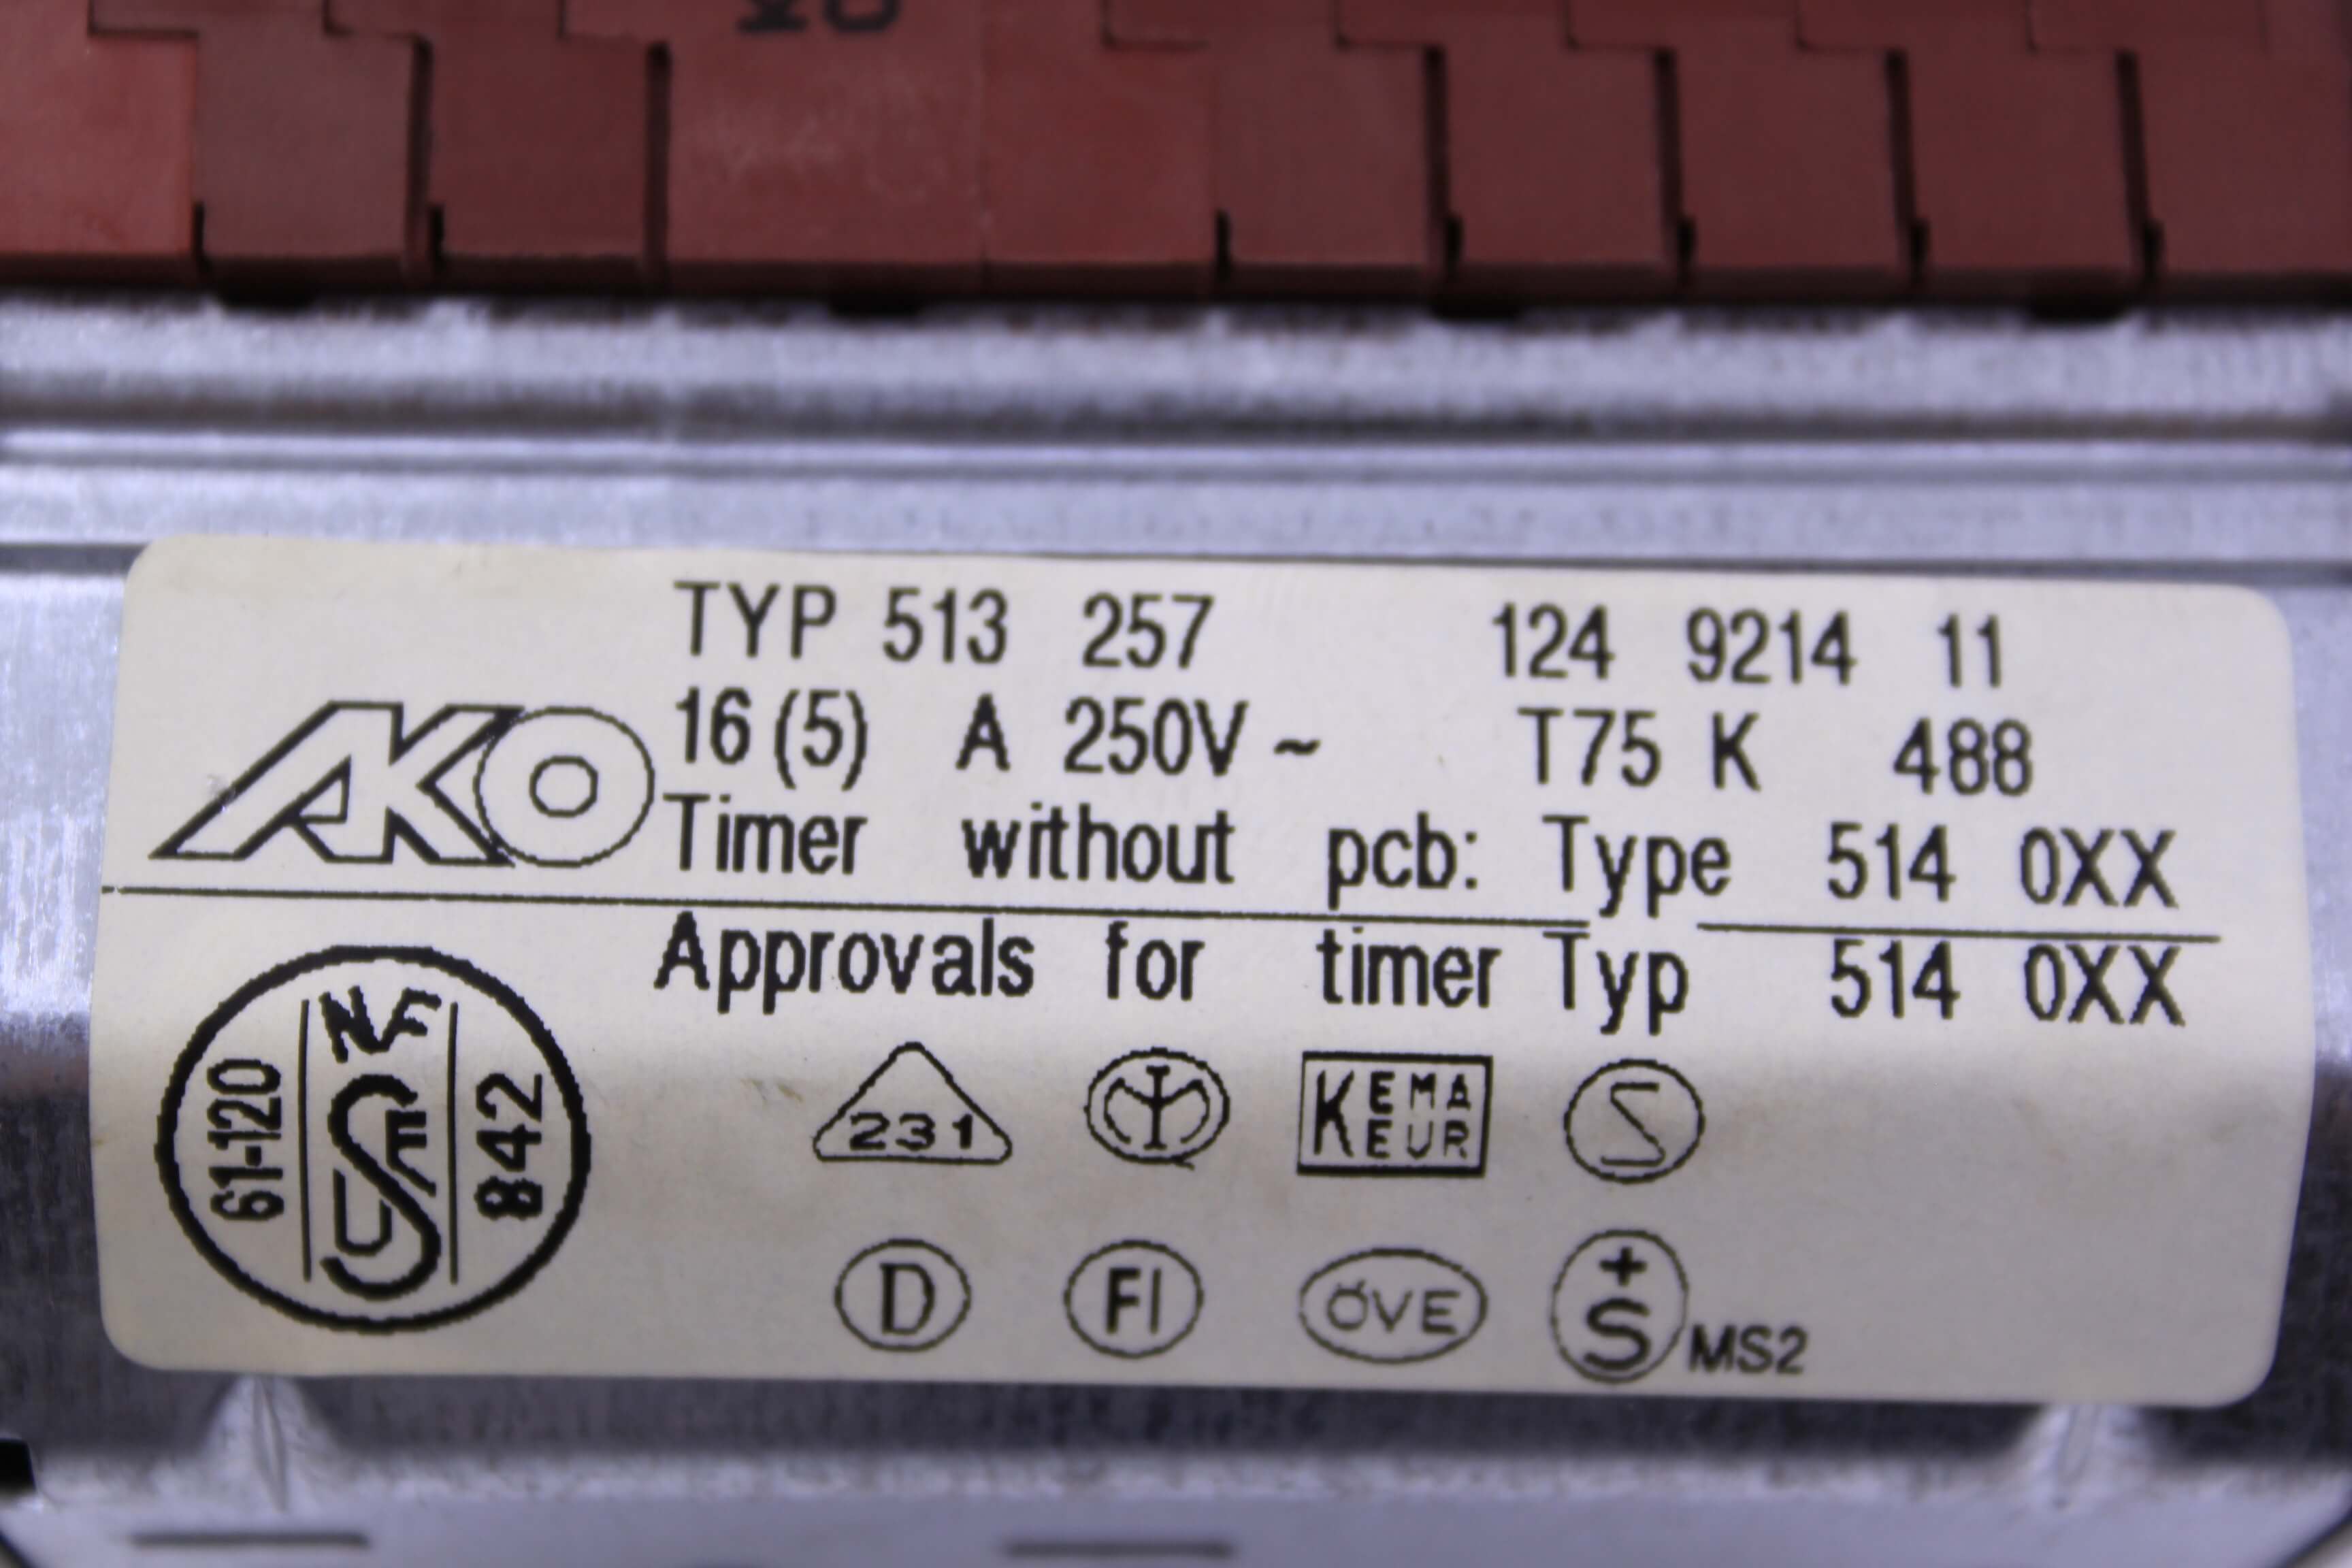 TYP 513 257 124 9214 11
AKO
16 (5) A 250V ~ T75 K 488
Timer without pcb: Type 514 0XX
Approvals for timer Typ 514 0XX
61-120
NF
USE
842
231
KEMA
EUR
S
D
FI
ÖVE
+
S
MS2